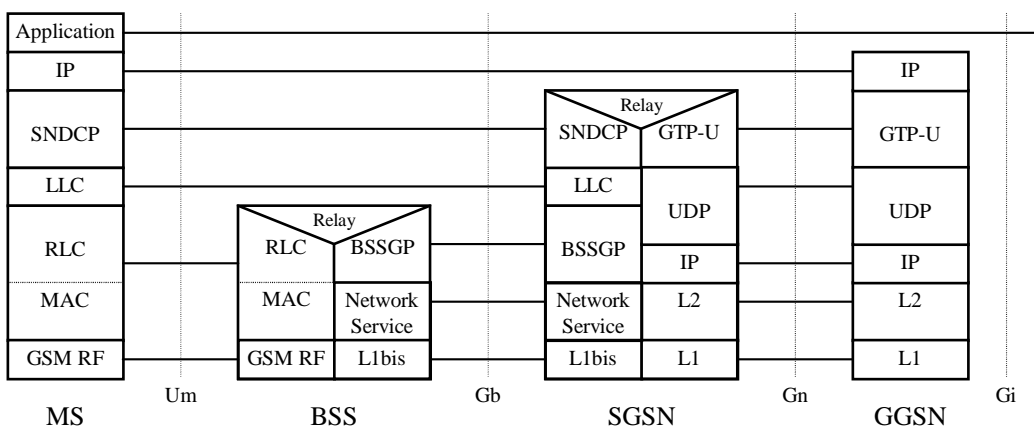 Application
IP IP
Relay
SNDCP SNDCP GTP-U GTP-U
LLC LLC
Relay UDP UDP
RLC RLC BSSGP BSSGP
IP IP
MAC MAC Network Network L2 L2
Service Service
GSM RF GSM RF L1bis L1bis L1 L1
Um Gb Gn Gi
MS BSS SGSN GGSN